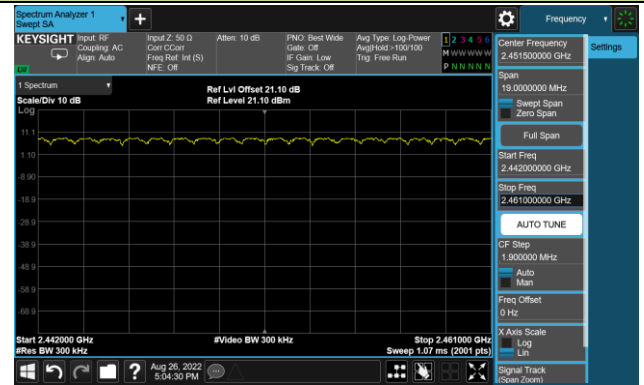 Spectrum Analyzer 1
Swept SA
Frequency
KEYSIGHT
Input: RF
Coupling: AC
Align: Auto
Input Z: 50 Ω
Corr CCorr
Freq Ref: Int (S)
NFE: Off
Atten: 10 dB
PNO: Best Wide
Gate: Off
IF Gain: Low
Sig Track: Off
Avg Type: Log-Power
Avg|Hold:>100/100
Trig: Free Run
1 2 3 4 5 6
M W W W W W
P N N N N N
LXI
1 Spectrum
Scale/Div 10 dB
Log
Ref Lvl Offset 21.10 dB
Ref Level 21.10 dBm
11.1
1.10
-8.90
-18.9
-28.9
-38.9
-48.9
-58.9
-68.9
Start 2.442000 GHz
#Res BW 300 kHz
#Video BW 300 kHz
Stop 2.461000 GHz
Sweep 1.07 ms (2001 pts)
Center Frequency
2.451500000 GHz
Settings
Span
19.0000000 MHz
Swept Span
Zero Span
Full Span
Start Freq
2.442000000 GHz
Stop Freq
2.461000000 GHz
AUTO TUNE
CF Step
1.900000 MHz
Auto
Man
Freq Offset
0 Hz
X Axis Scale
Log
Lin
Signal Track
(Span Zoom)
?
Aug 26, 2022
5:04:30 PM